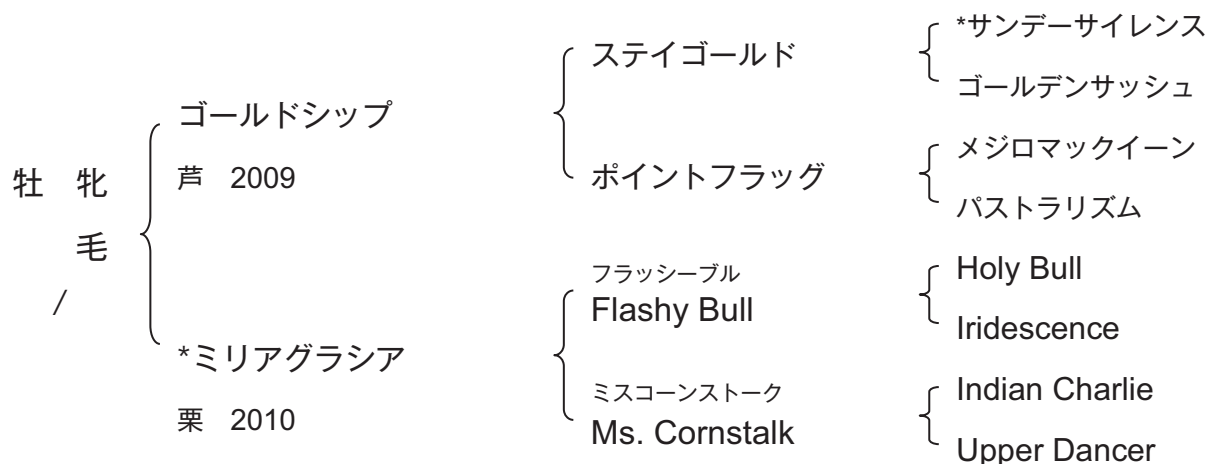 牡 牝
毛
/
ゴールドシップ
芦 2009
*ミリアグラシア
栗 2010
ステイゴールド
ポイントフラッグ
フラッシーブル
Flashy Bull
ミスコーンストーク
Ms. Cornstalk
*サンデーサイレンス
ゴールデンサッシュ
メジロマックイーン
パストラリズム
Holy Bull
Iridescence
Indian Charlie
Upper Dancer